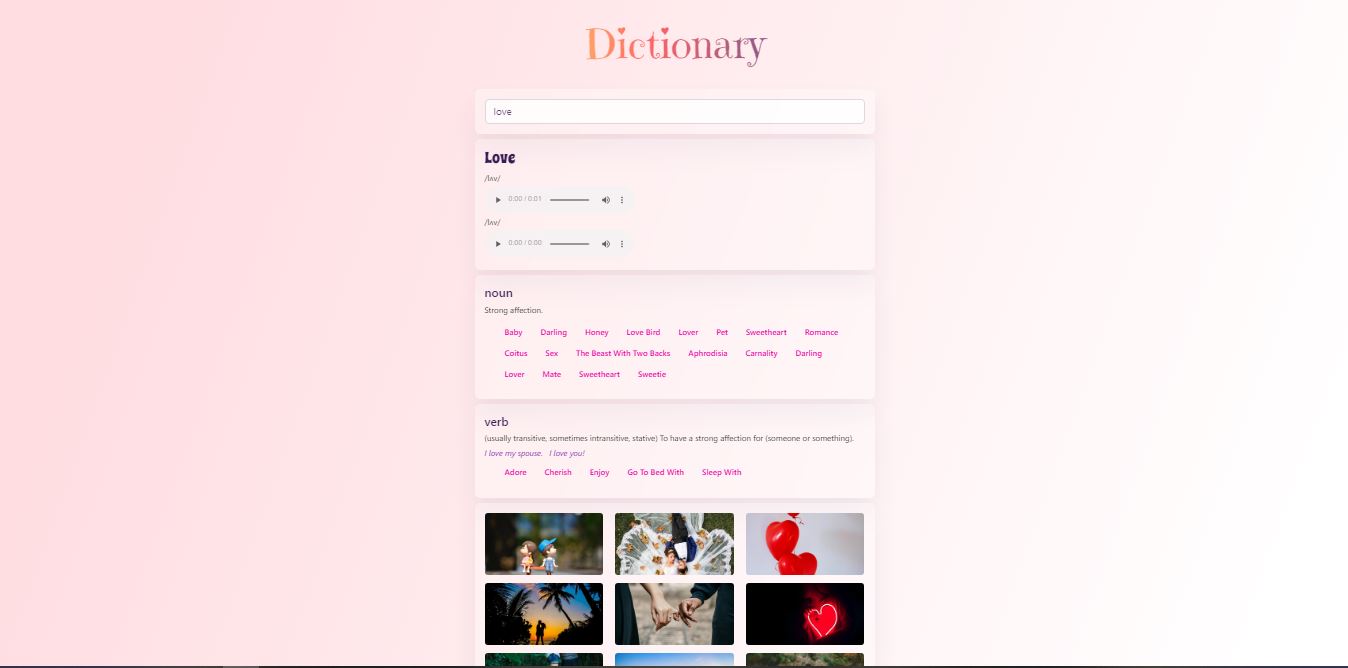 Dictionary
love
Love
/lʌv/
0:00 / 0:01
/lʌv/
0:00 / 0:00
noun
Strong affection.
Baby Darling Honey Love Bird Lover Pet Sweetheart Romance
Coitus Sex The Beast With Two Backs Aphrodisia Carnality Darling
Lover Mate Sweetheart Sweetie
verb
(usually transitive, sometimes intransitive, stative) To have a strong affection for (someone or something).
I love my spouse. I love you!
Adore Cherish Enjoy Go To Bed With Sleep With